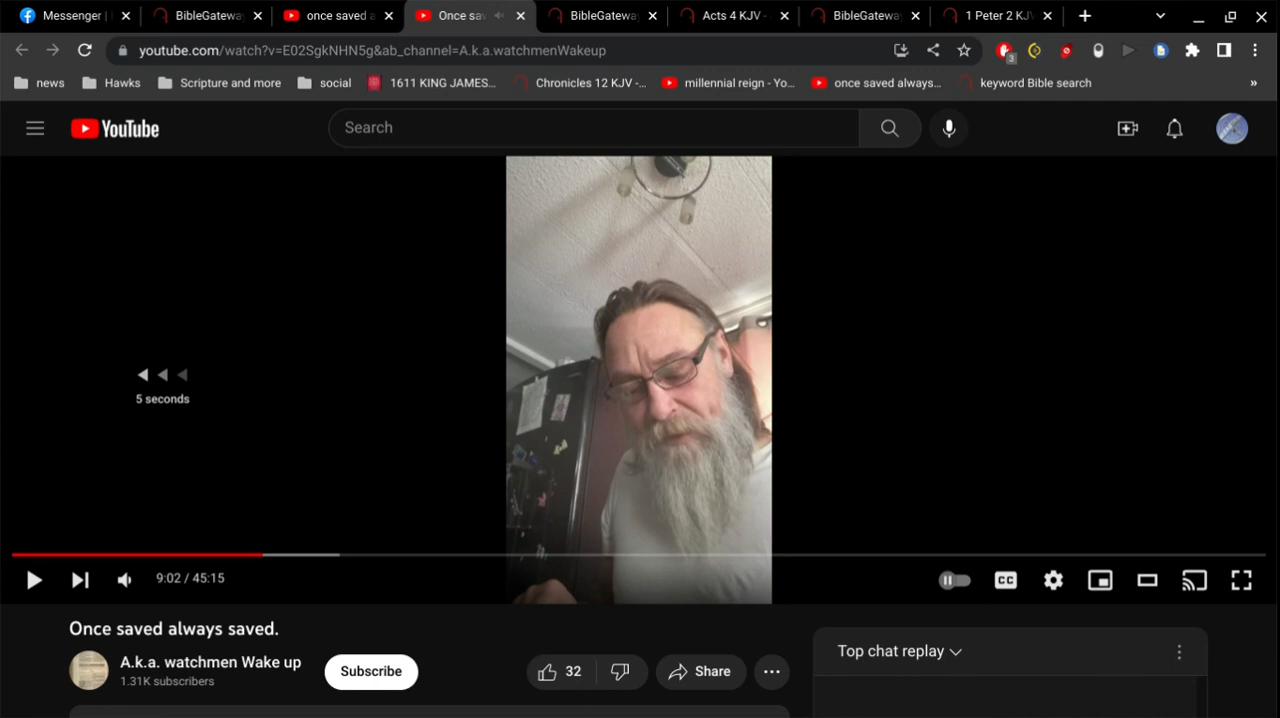 Messenger |
BibleGateway
once saved a
Once sav
BibleGateway
Acts 4 KJV -
BibleGateway
1 Peter 2 KJV
youtube.com/watch?v=E02SgkNHN5g&ab_channel=A.k.a.watchmenWakeup
3
news
Hawks
Scripture and more
social
1611 KING JAMES...
Chronicles 12 KJV -...
millennial reign - Yo...
once saved always...
keyword Bible search
»
YouTube
Search
5 seconds
9:02 / 45:15
CC
Once saved always saved.
A.k.a. watchmen Wake up
1.31K subscribers
Subscribe
32
Share
Top chat replay